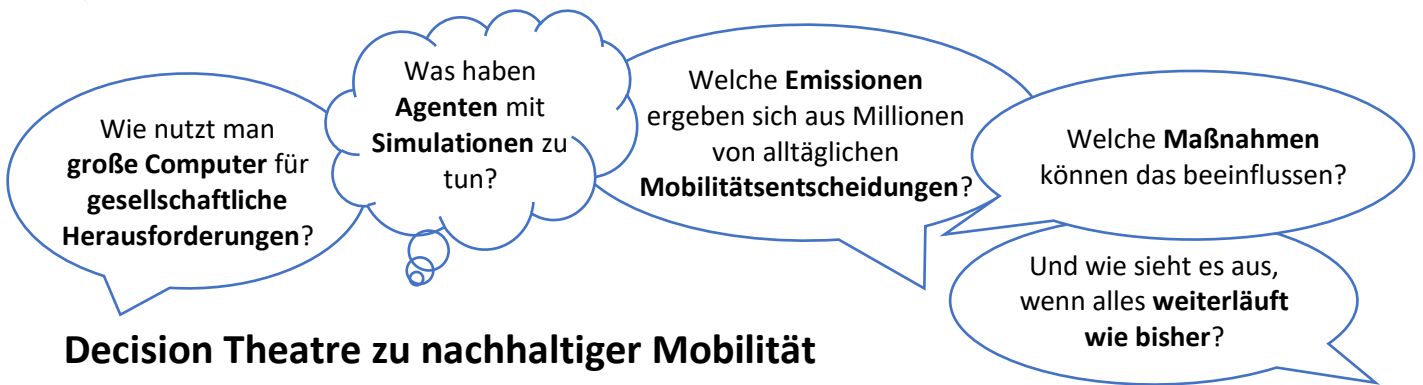 Wie nutzt man
große Computer für
gesellschaftliche
Herausforderungen?
Was haben
Agenten mit
Simulationen zu
tun?
Welche Emissionen
ergeben sich aus Millionen
von alltäglichen
Mobilitätsentscheidungen?
Welche Maßnahmen
können das beeinflussen?
Und wie sieht es aus,
wenn alles weiterläuft
wie bisher?
Decision Theatre zu nachhaltiger Mobilität